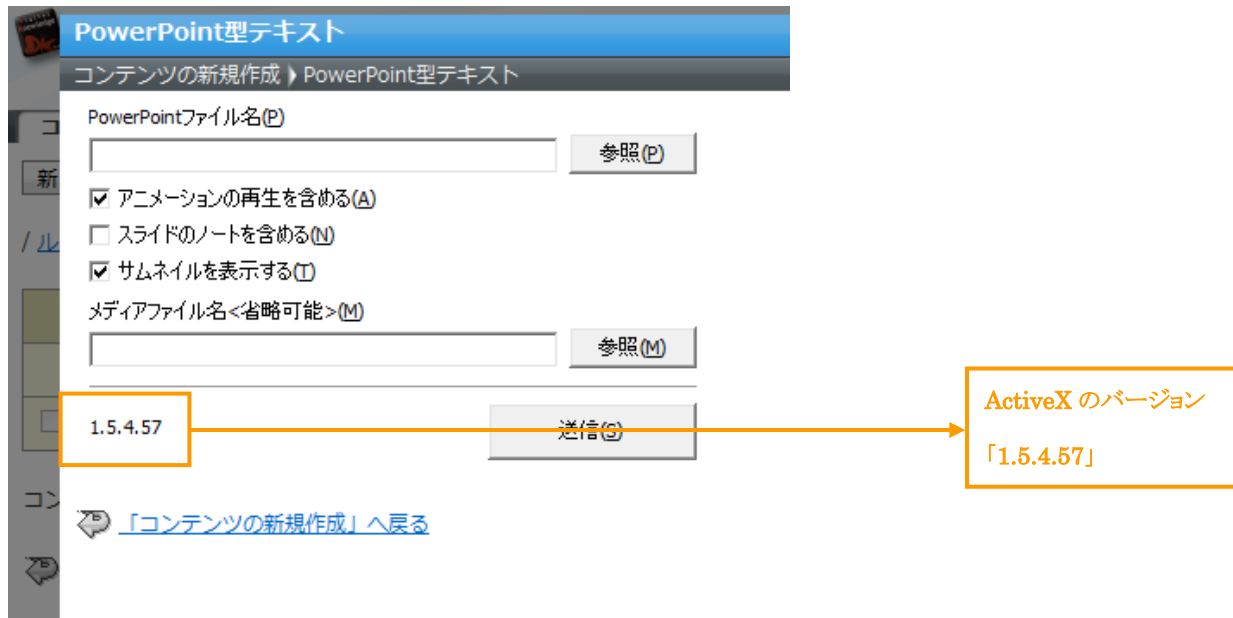 PowerPoint型テキスト
コンテンツの新規作成 ) PowerPoint型テキスト
PowerPointファイル名(P)
参照(P)
アニメーションの再生を含める(A)
スライドのノートを含める(N)
サムネイルを表示する(T)
メディアファイル名<省略可能>(M)
参照(M)
1.5.4.57
送信(S)
「コンテンツの新規作成」へ戻る
コ
新
/ ル
コン
ActiveX のバージョン
「1.5.4.57」